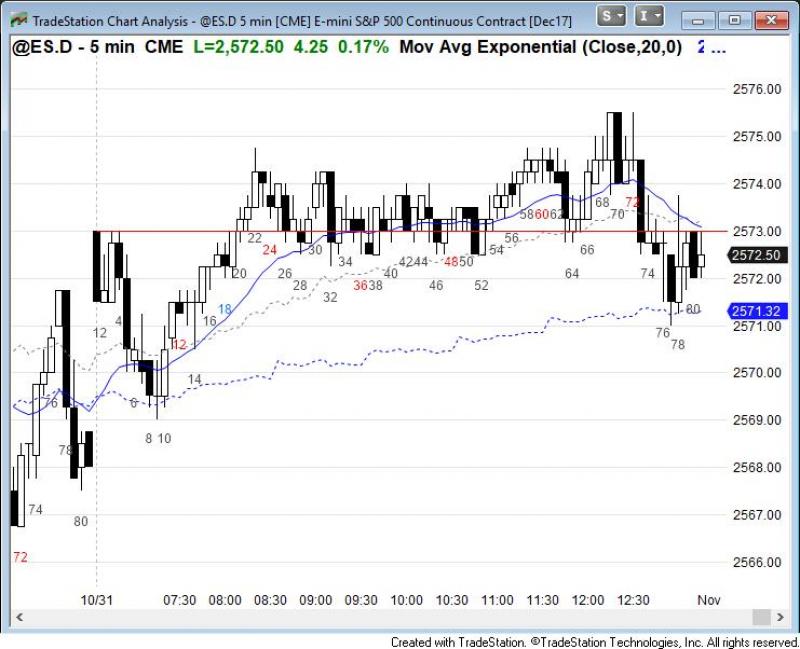 TradeStation Chart Analysis - @ES.D 5 min [CME] E-mini S&P 500 Continuous Contract [Dec17]
S I
@ES.D - 5 min CME L=2,572.50 4.25 0.17% Mov Avg Exponential (Close,20,0) 2 ...
2576.00
2575.00
2574.00
68 72
58 60 62 70
2573.00
22 56
24 30 54 66
2572.50
34 42 44 48 50
20 26 40 64 74
2572.00
28 36 38 46 52
32
18 80
2571.32
16
12 4
2571.00
76
12 78
2570.00
14
76 6
2569.00
8 10
78
2568.00
74
80
2567.00
72
2566.00
10/31 07:30 08:00 08:30 09:00 09:30 10:00 10:30 11:00 11:30 12:00 12:30 Nov
Created with TradeStation. ©TradeStation Technologies, Inc. All rights reserved.